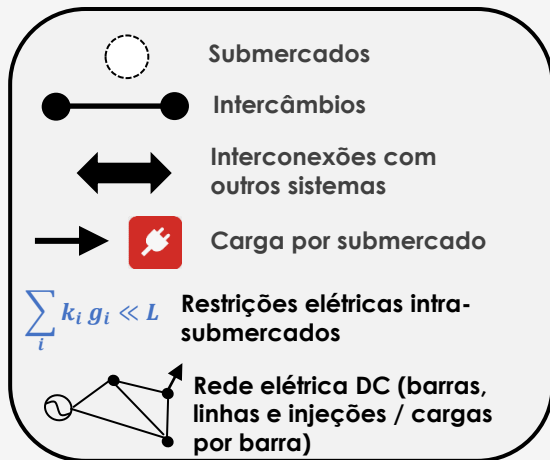 Submercados
Intercâmbios
Interconexões com
outros sistemas
Carga por submercado
∑ᵢ kᵢ gᵢ ≪ L
Restrições elétricas intra-
submercados
Rede elétrica DC (barras,
linhas e injeções / cargas
por barra)